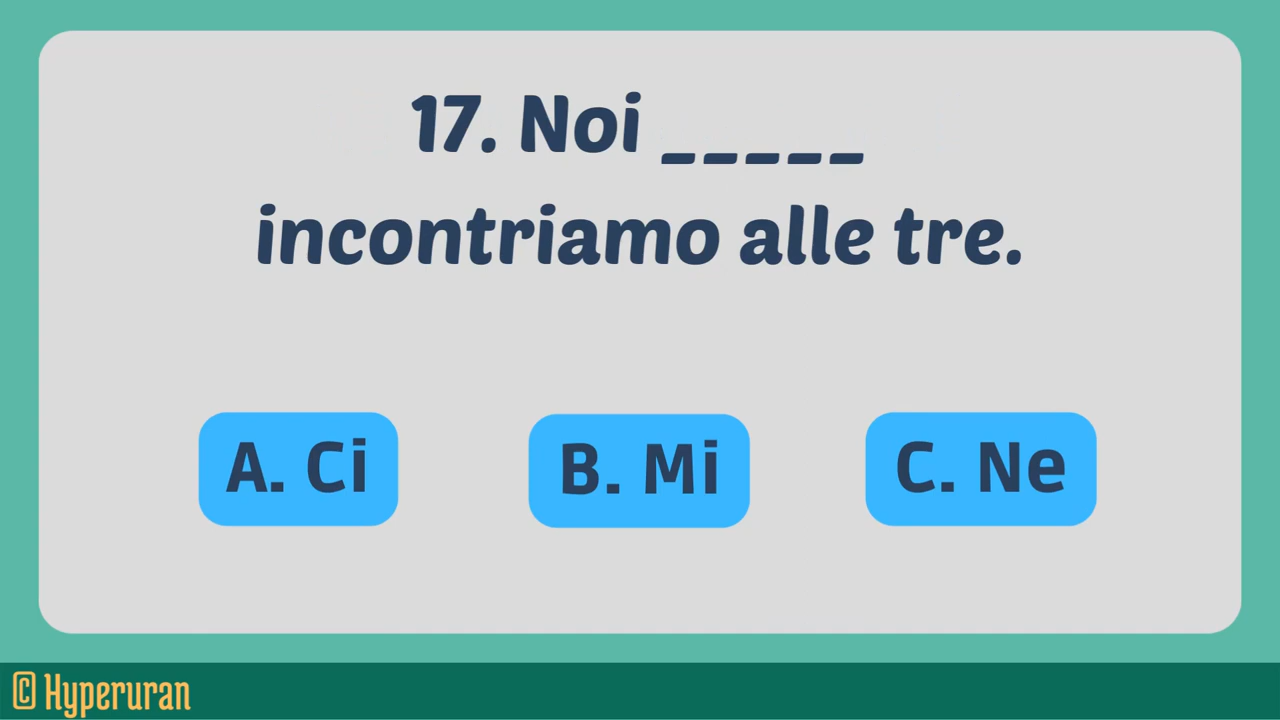 17. Noi _____
incontriamo alle tre.
A. Ci
B. Mi
C. Ne
© Hyperuran